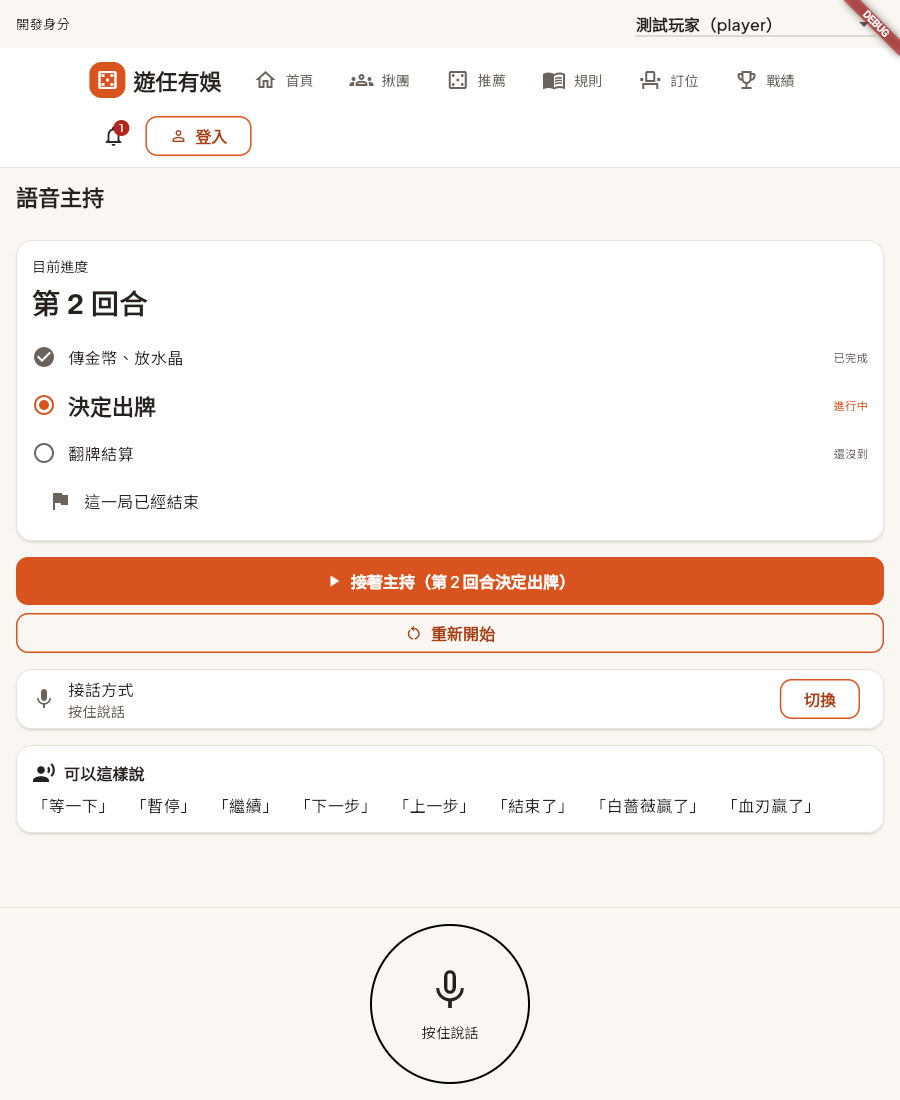 開發身分
測試玩家（player）
DEBUG
遊任有娛
首頁
揪團
推薦
規則
訂位
戰績
1
登入
語音主持
目前進度
第 2 回合
傳金幣、放水晶
已完成
決定出牌
進行中
翻牌結算
還沒到
這一局已經結束
接著主持（第 2 回合決定出牌）
重新開始
接話方式
按住說話
切換
可以這樣說
「等一下」 「暫停」 「繼續」 「下一步」 「上一步」 「結束了」 「白薔薇贏了」 「血刃贏了」
按住說話